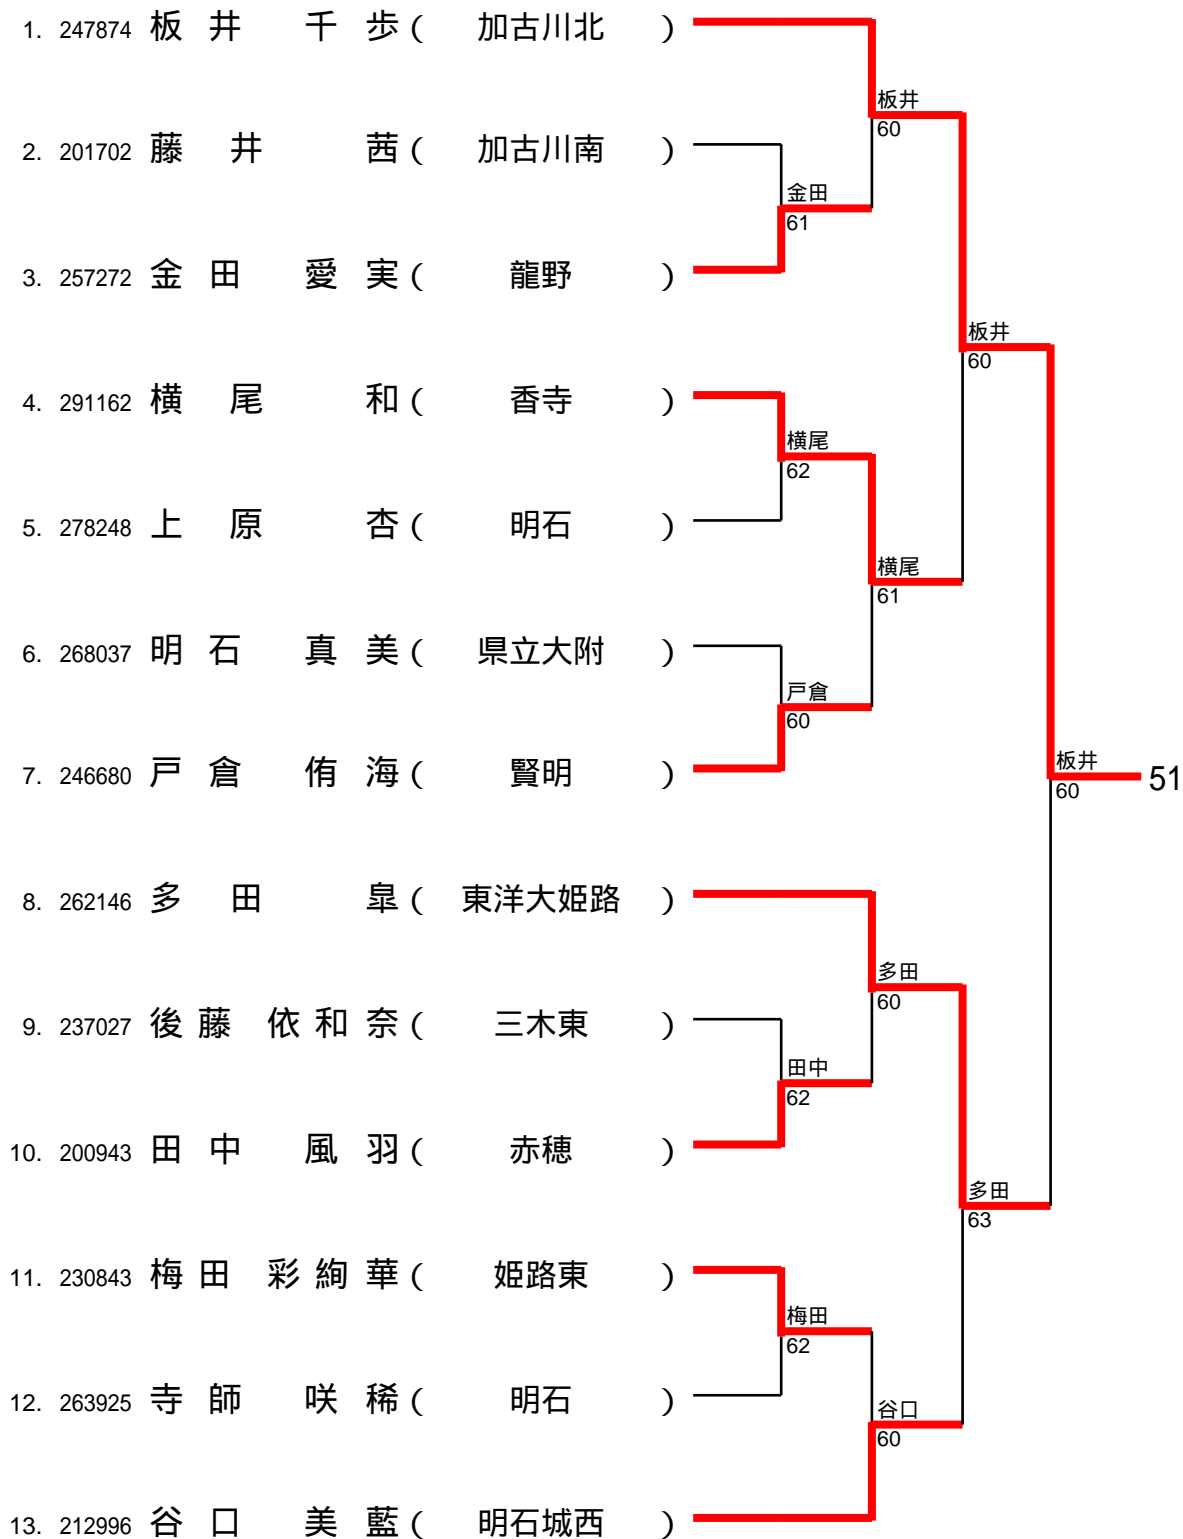 1. 247874 板井 千歩 ( 加古川北 )
板井
60
2. 201702 藤井 茜 ( 加古川南 )
金田
61
3. 257272 金田 愛実 ( 龍野 )
板井
60
4. 291162 横尾 和 ( 香寺 )
横尾
62
5. 278248 上原 杏 ( 明石 )
横尾
61
6. 268037 明石 真美 ( 県立大附 )
戸倉
60
7. 246680 戸倉 侑海 ( 賢明 )
板井
60
51
8. 262146 多田 皐 ( 東洋大姫路 )
多田
60
9. 237027 後藤 依和奈 ( 三木東 )
田中
62
10. 200943 田中 風羽 ( 赤穂 )
多田
63
11. 230843 梅田 彩絢華 ( 姫路東 )
梅田
62
12. 263925 寺師 咲稀 ( 明石 )
谷口
60
13. 212996 谷口 美藍 ( 明石城西 )